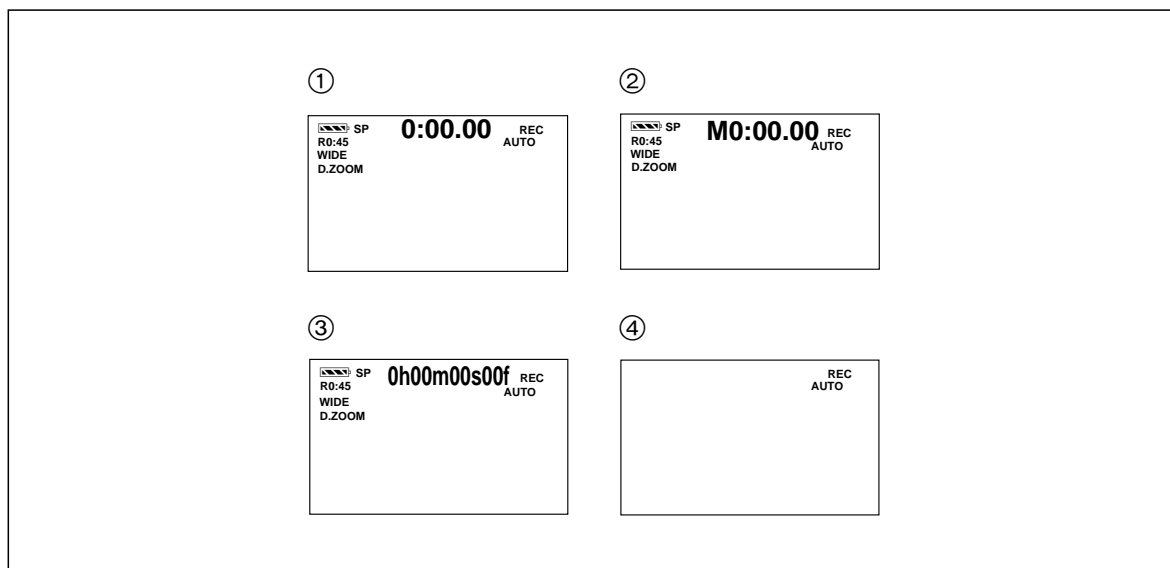 ①
SP 0:00.00 REC
R0:45 AUTO
WIDE
D.ZOOM
②
SP M0:00.00 REC
R0:45 AUTO
WIDE
D.ZOOM
③
SP 0h00m00s00f REC
R0:45 AUTO
WIDE
D.ZOOM
④
REC
AUTO